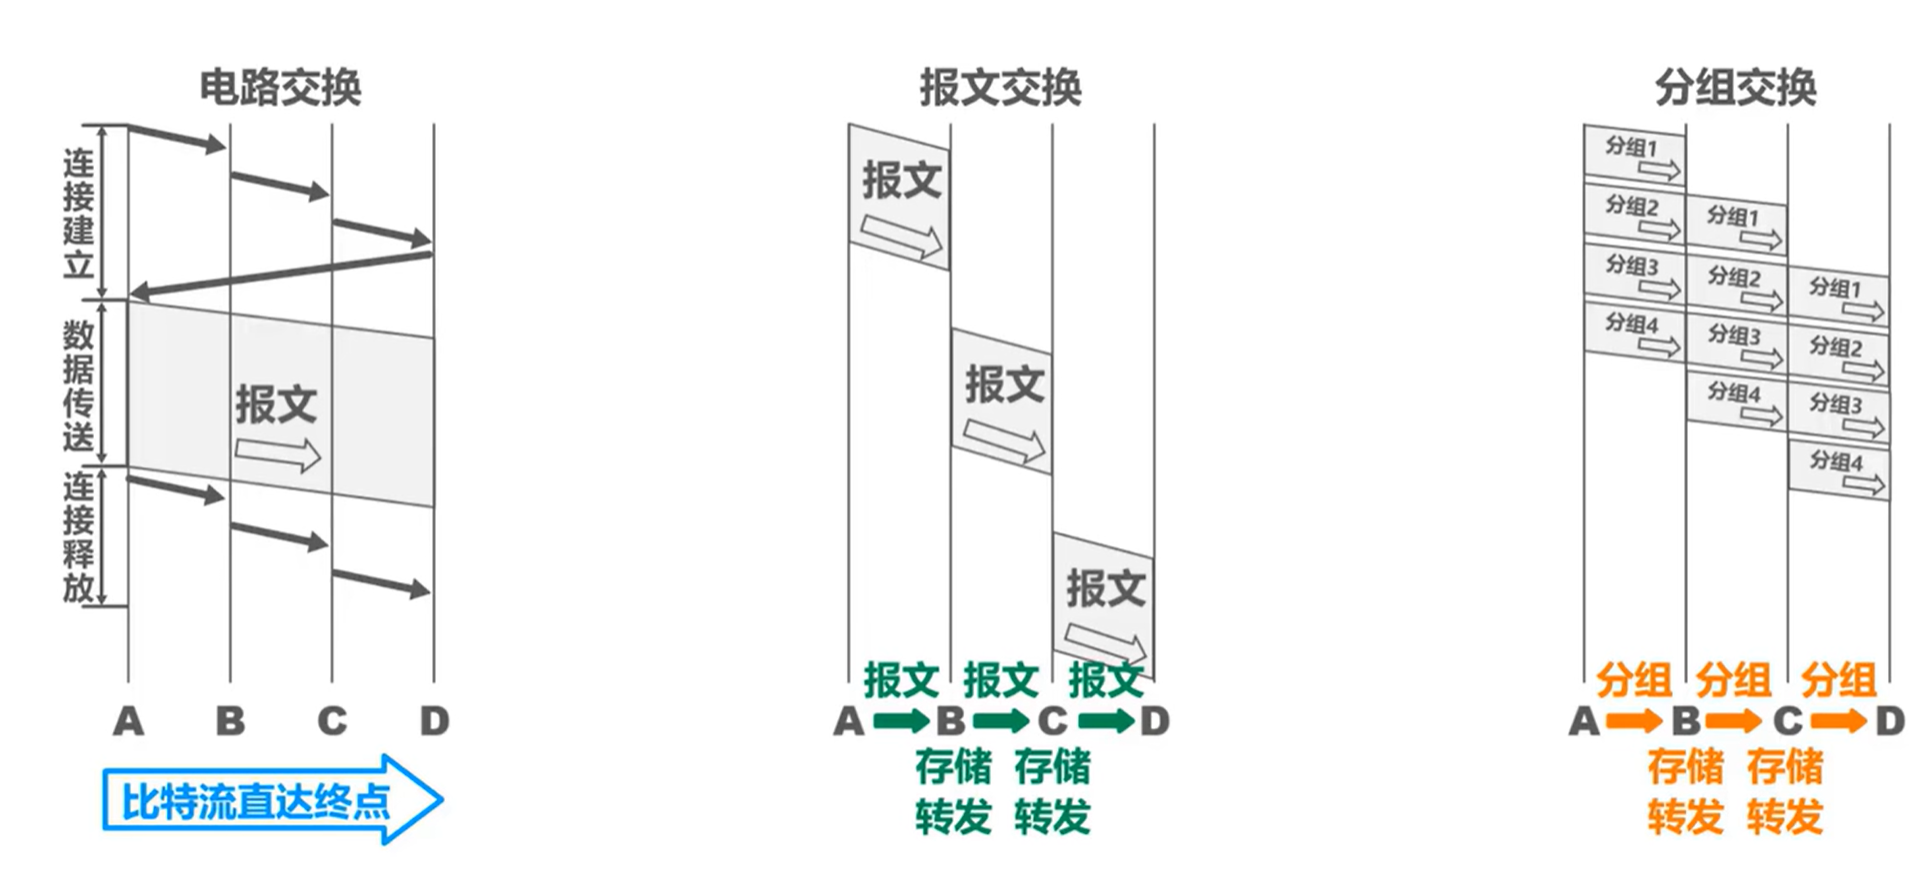 电路交换
连接建立
数据传送
连接释放
报文
A B C D
比特流直达终点
报文交换
报文
报文
报文
报文 报文 报文
A B C D
存储 存储
转发 转发
分组交换
分组1
分组2 分组1
分组3 分组2 分组1
分组4 分组3 分组2
分组4 分组3
分组4
分组 分组 分组
A B C D
存储 存储
转发 转发